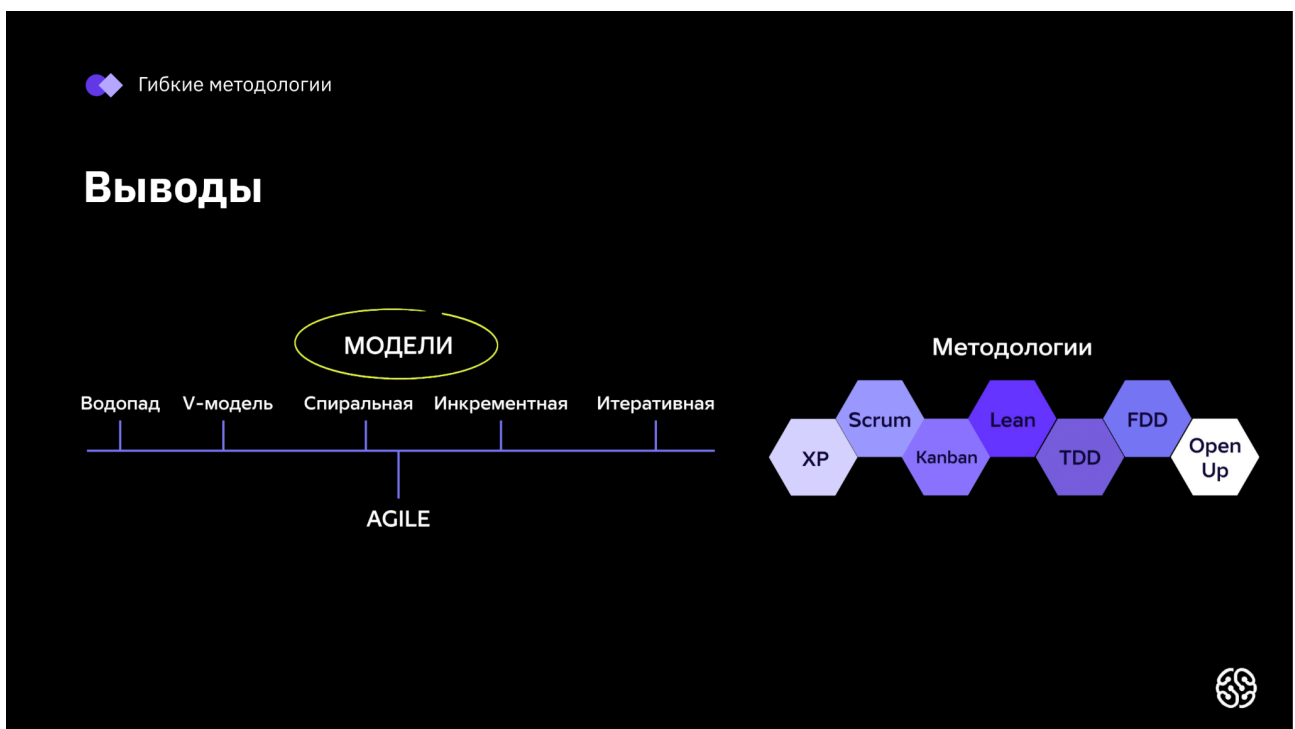 Гибкие методологии
Выводы
МОДЕЛИ
Водопад V-модель Спиральная Инкрементная Итеративная
AGILE
Методологии
Scrum Lean FDD
XP Kanban TDD Open
Up